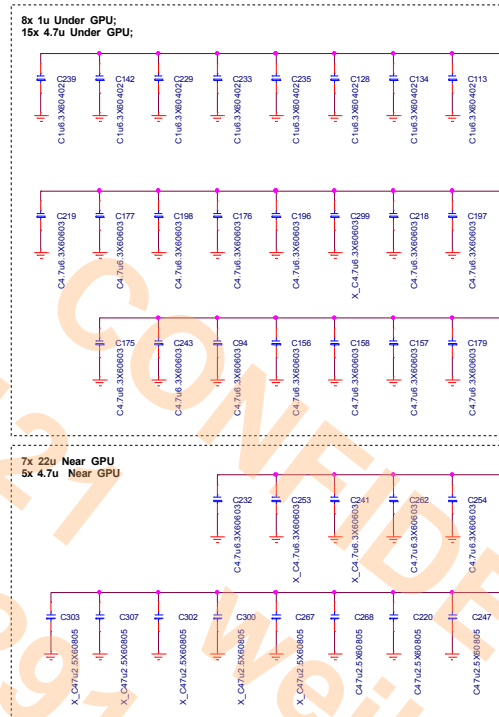 8x 1u Under GPU;
15x 4.7u Under GPU;
C239 C142 C229 C233 C235 C128 C134 C113
C1u6.3X60402 C1u6.3X60402 C1u6.3X60402 C1u6.3X60402 C1u6.3X60402 C1u6.3X60402 C1u6.3X60402 C1u6.3X60402
C219 C177 C198 C176 C196 C299 C218 C197
C4.7u6.3X60603 C4.7u6.3X60603 C4.7u6.3X60603 C4.7u6.3X60603 C4.7u6.3X60603 X_C4.7u6.3X60603 C4.7u6.3X60603 C4.7u6.3X60603
C175 C243 C94 C156 C158 C157 C179
C4.7u6.3X60603 C4.7u6.3X60603 C4.7u6.3X60603 C4.7u6.3X60603 C4.7u6.3X60603 C4.7u6.3X60603 C4.7u6.3X60603
7x 22u Near GPU
5x 4.7u Near GPU
C232 C253 C241 C262 C254
C4.7u6.3X60603 X_C4.7u6.3X60603 X_C4.7u6.3X60603 C4.7u6.3X60603 C4.7u6.3X60603
C303 C307 C302 C300 C267 C268 C220 C247
X_C47u2.5X60805 X_C47u2.5X60805 X_C47u2.5X60805 X_C47u2.5X60805 X_C47u2.5X60805 C47u2.5X60805 C47u2.5X60805 C47u2.5X60805
CONFIDE
21